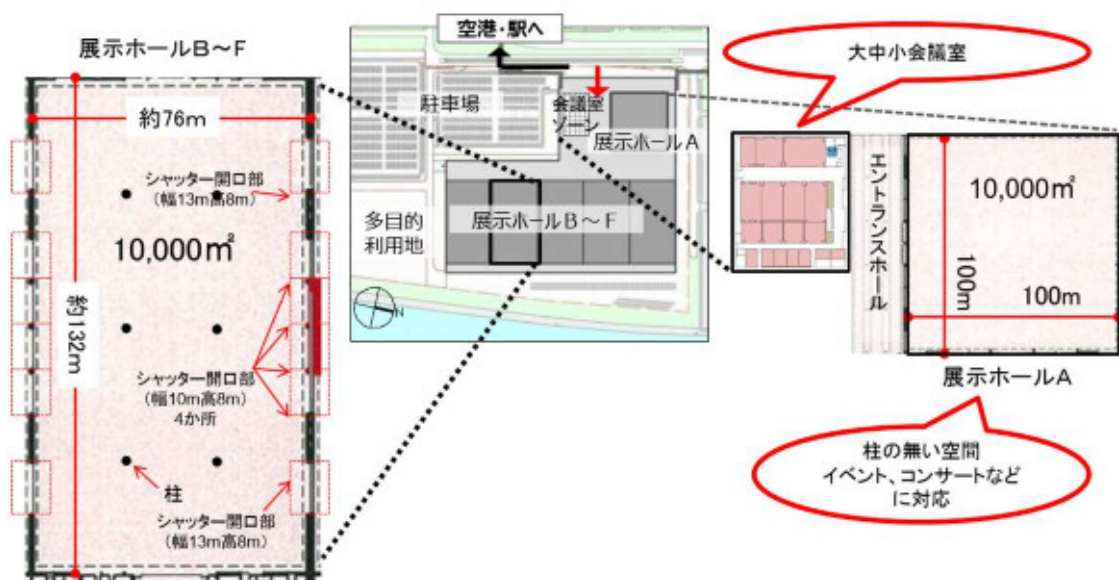 展示ホールB～F
約76m
シャッター開口部
（幅13m高8m）
10,000㎡
約132m
シャッター開口部
（幅10m高8m）
4か所
柱
シャッター開口部
（幅13m高8m）
空港・駅へ
駐車場
会議室
ゾーン
展示ホールA
多目的
利用地
展示ホールB～F
N
大中小会議室
エントランスホール
10,000㎡
100m
100m
展示ホールA
柱の無い空間
イベント、コンサートなど
に対応